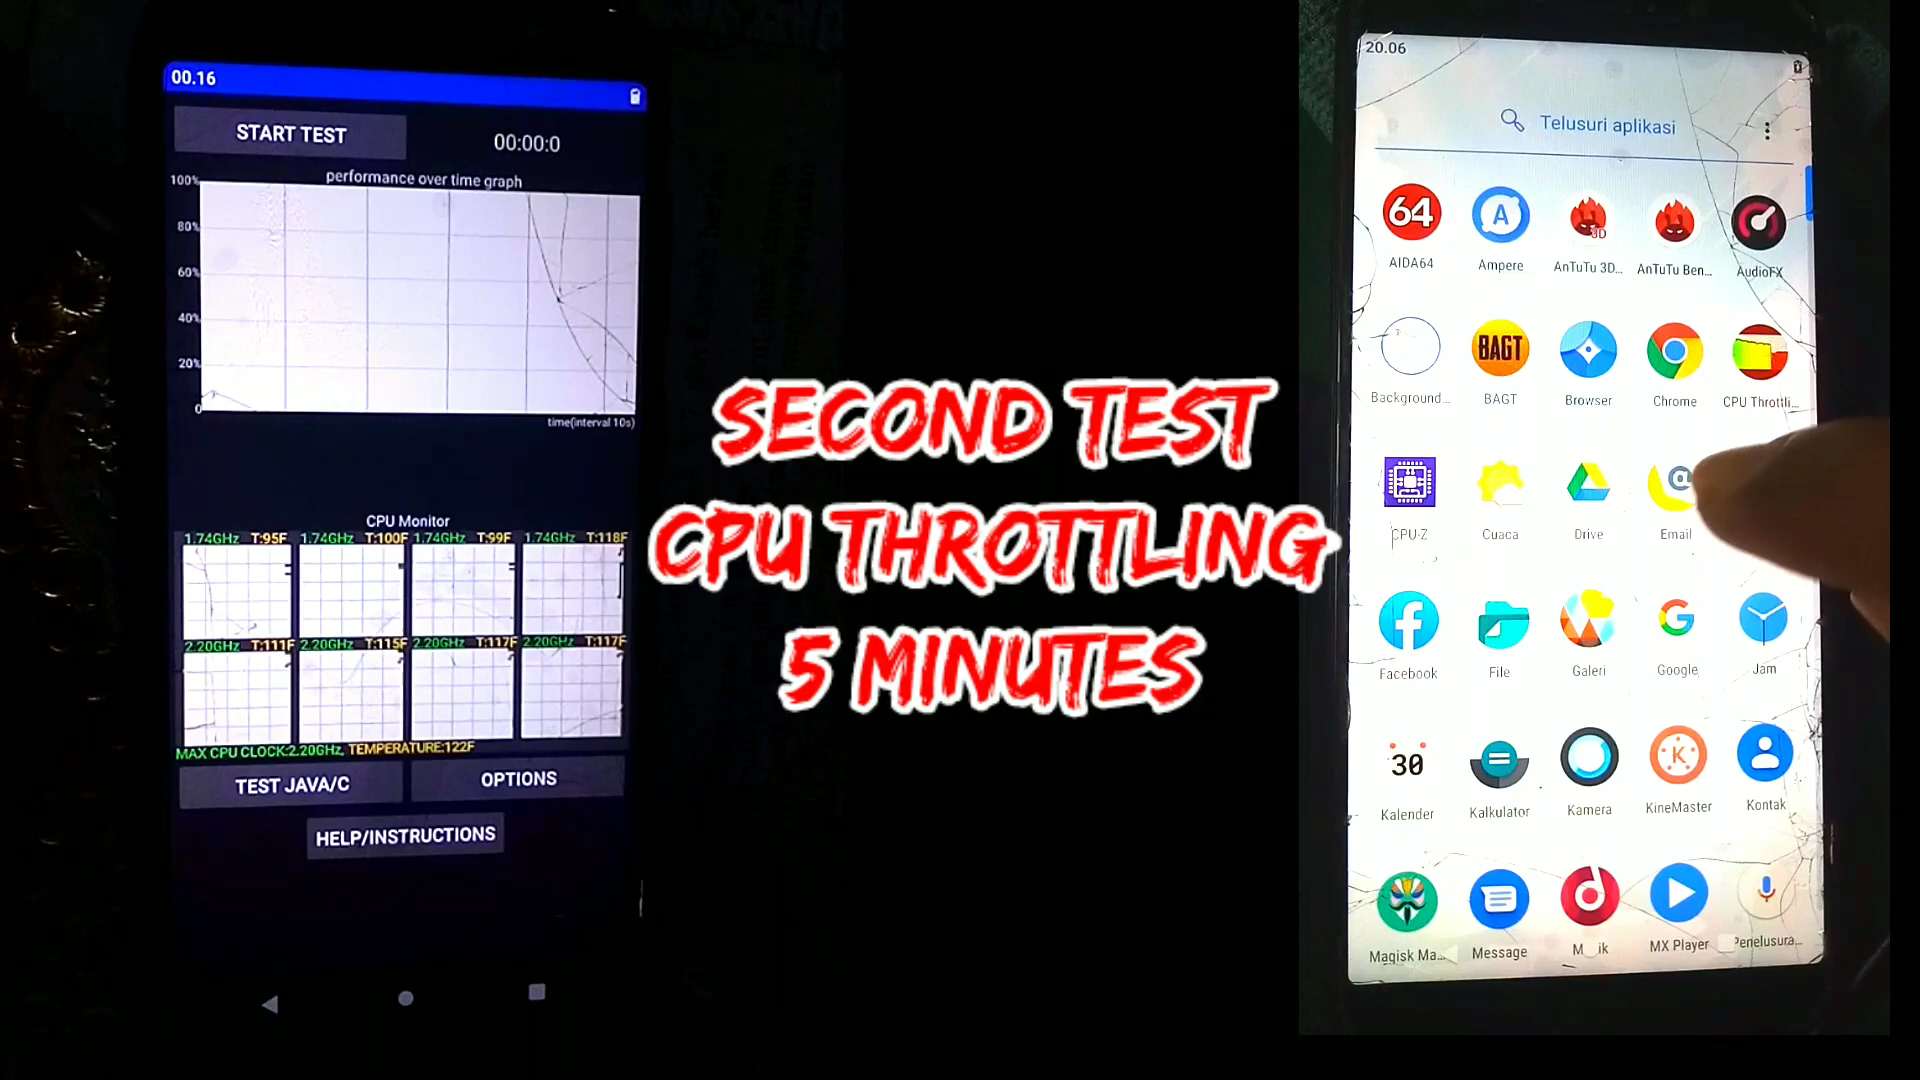 00.16
START TEST
00:00:0
performance over time graph
100%
80%
60%
40%
20%
0
time(interval 10s)
CPU Monitor
1.74GHz T:95F 1.74GHz T:100F 1.74GHz T:99F 1.74GHz T:118F
2.20GHz T:111F 2.20GHz T:115F 2.20GHz T:117F 2.20GHz T:117F
MAX CPU CLOCK:2.20GHz, TEMPERATURE:122F
TEST JAVA/C
OPTIONS
HELP/INSTRUCTIONS
SECOND TEST
CPU THROTTLING
5 MINUTES
20.06
Telusuri aplikasi
64
A
3D
AIDA64 Ampere AnTuTu 3D... AnTuTu Ben... AudioFX
BAGT
Background... BAGT Browser Chrome CPU Throttli...
@
CPU-Z Cuaca Drive Email
Facebook File Galeri Google Jam
30
K
Kalender Kalkulator Kamera KineMaster Kontak
Magisk Ma... Message MX Player Penelusura...